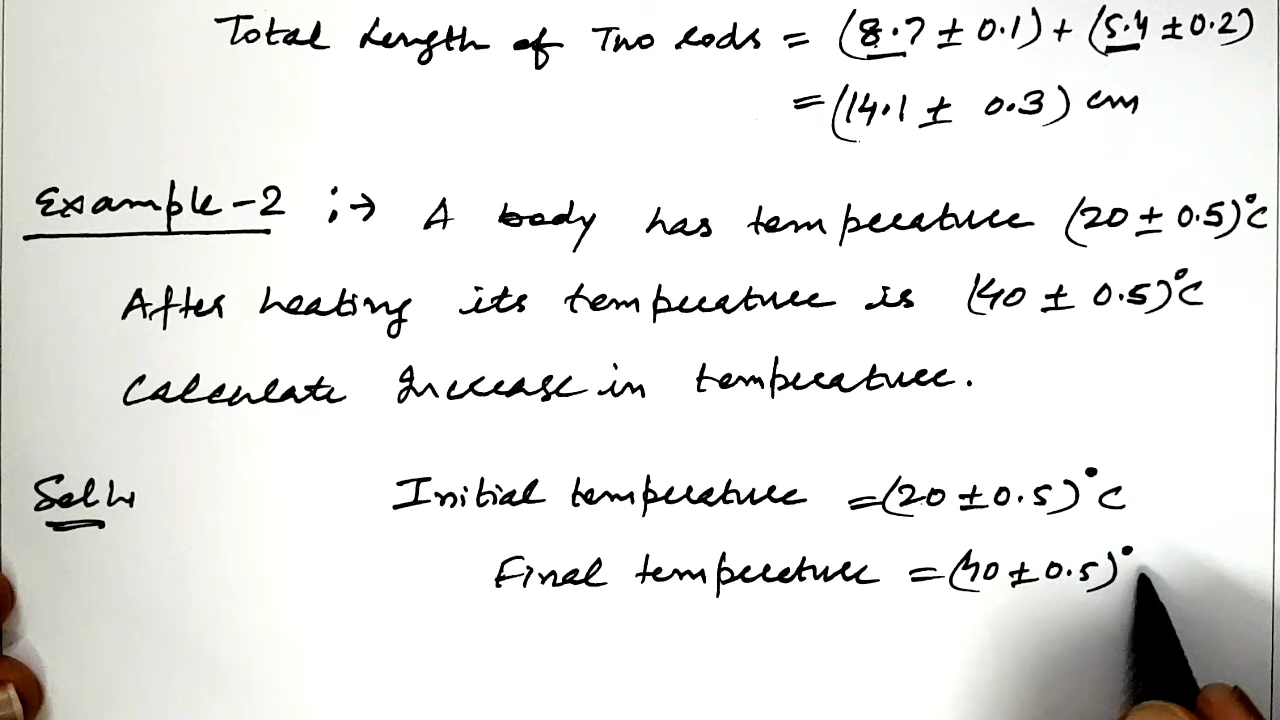 Total Length of Two rods = (8.7 ± 0.1) + (5.4 ± 0.2)
= (14.1 ± 0.3) cm
Example-2 :→ A body has temperature (20 ± 0.5)°C
After heating its temperature is (40 ± 0.5)°C
Calculate Increase in temperature.
Soln Initial temperature = (20 ± 0.5)°C
Final temperature = (40 ± 0.5)°